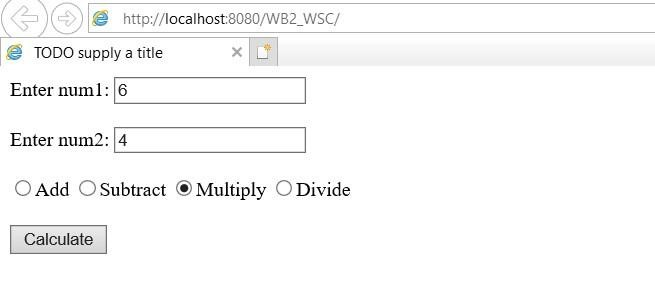 http://localhost:8080/WB2_WSC/
TODO supply a title
Enter num1: 6
Enter num2: 4
Add Subtract Multiply Divide
Calculate